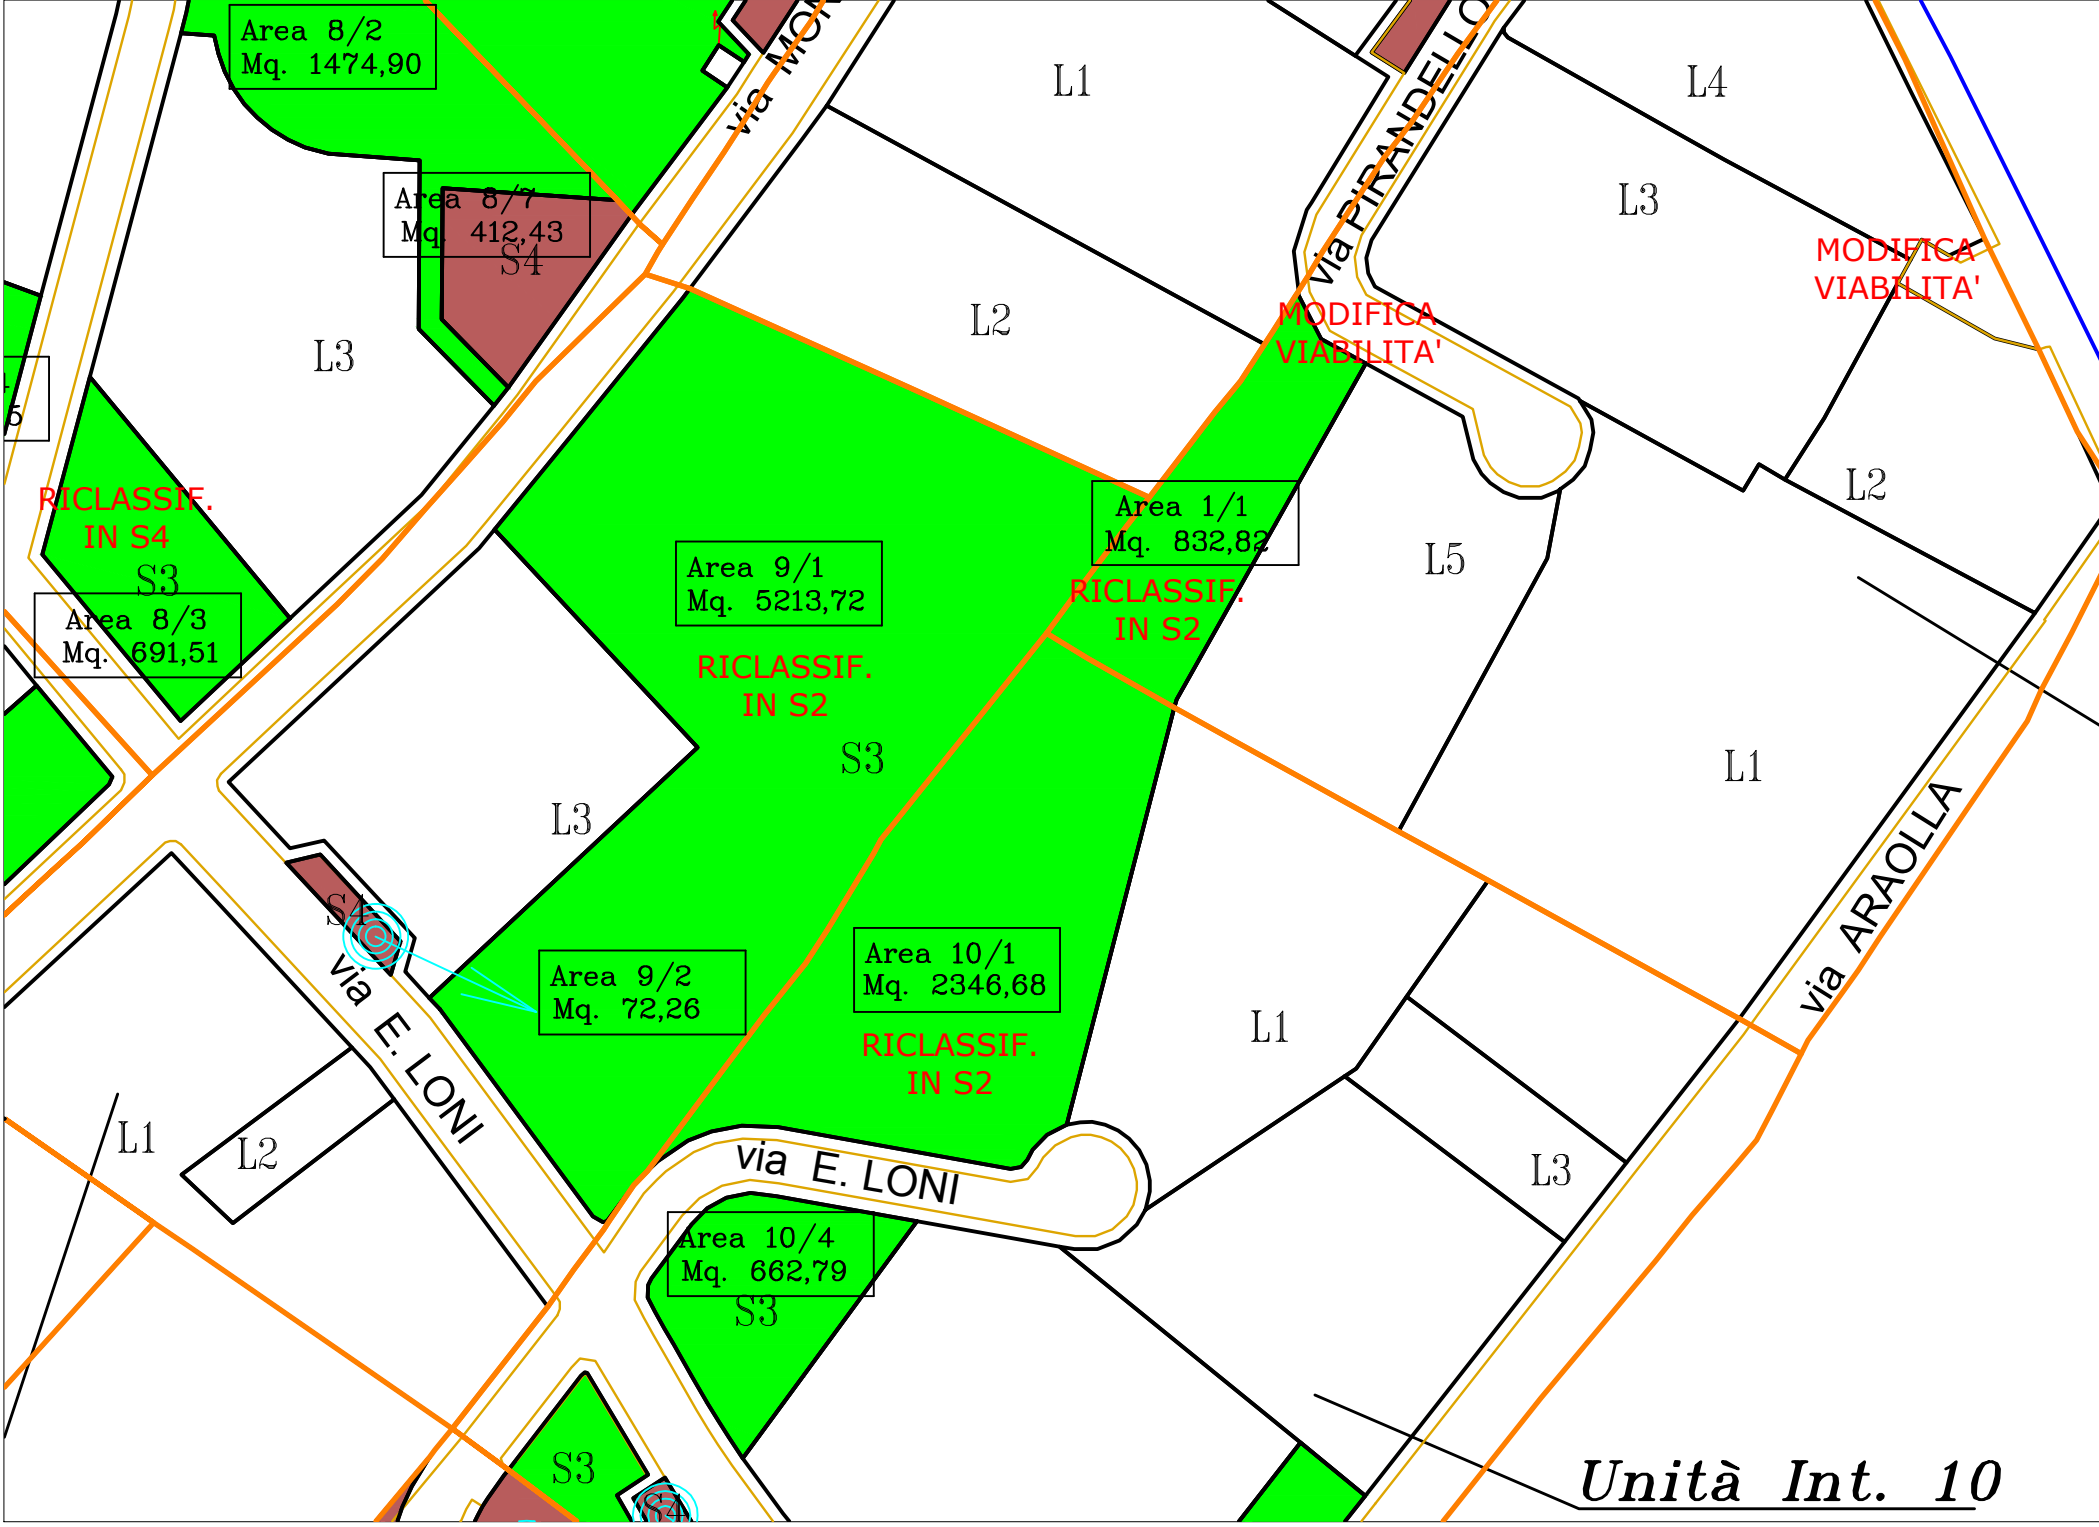 Area 8/2
Mq. 1474,90
via MO
L1
via PIRANDELLO
L4
L3
Area 8/7
Mq. 412,43
S4
MODIFICA
VIABILITA'
L3
L2
MODIFICA
VIABILITA'
5
RICLASSIF.
IN S4
S3
Area 8/3
Mq. 691,51
Area 9/1
Mq. 5213,72
RICLASSIF.
IN S2
S3
Area 1/1
Mq. 832,82
RICLASSIF.
IN S2
L5
L2
L1
L3
S4
via E. LONI
Area 9/2
Mq. 72,26
Area 10/1
Mq. 2346,68
RICLASSIF.
IN S2
L1
via ARAOLLA
L1
L2
via E. LONI
L3
Area 10/4
Mq. 662,79
S3
S3
S4
Unità Int. 10